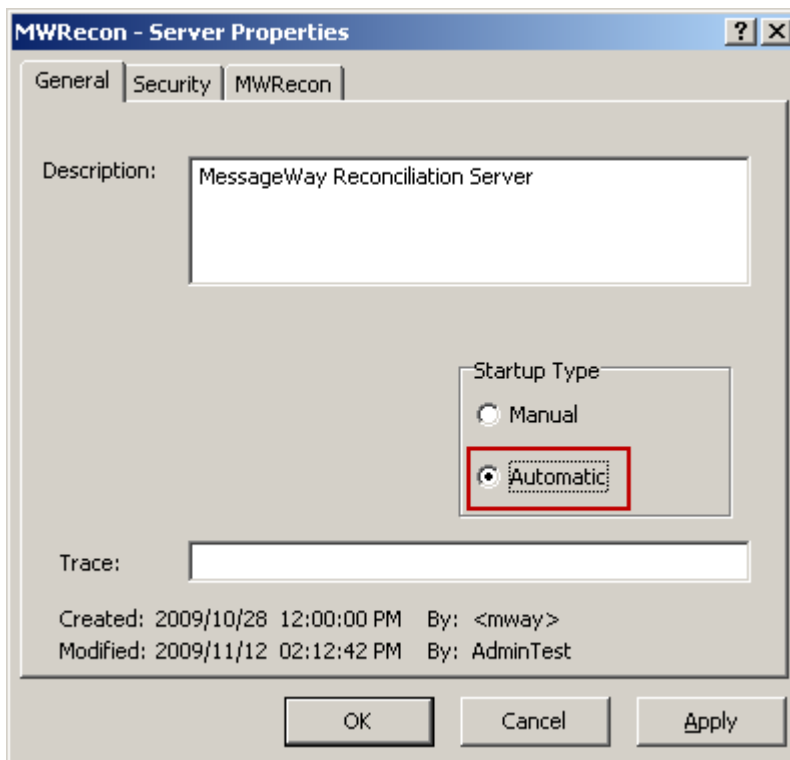 MWRecon - Server Properties
General Security MWRecon
Description: MessageWay Reconciliation Server
Startup Type
Manual
Automatic
Trace:
Created: 2009/10/28 12:00:00 PM By: <mway>
Modified: 2009/11/12 02:12:42 PM By: AdminTest
OK Cancel Apply